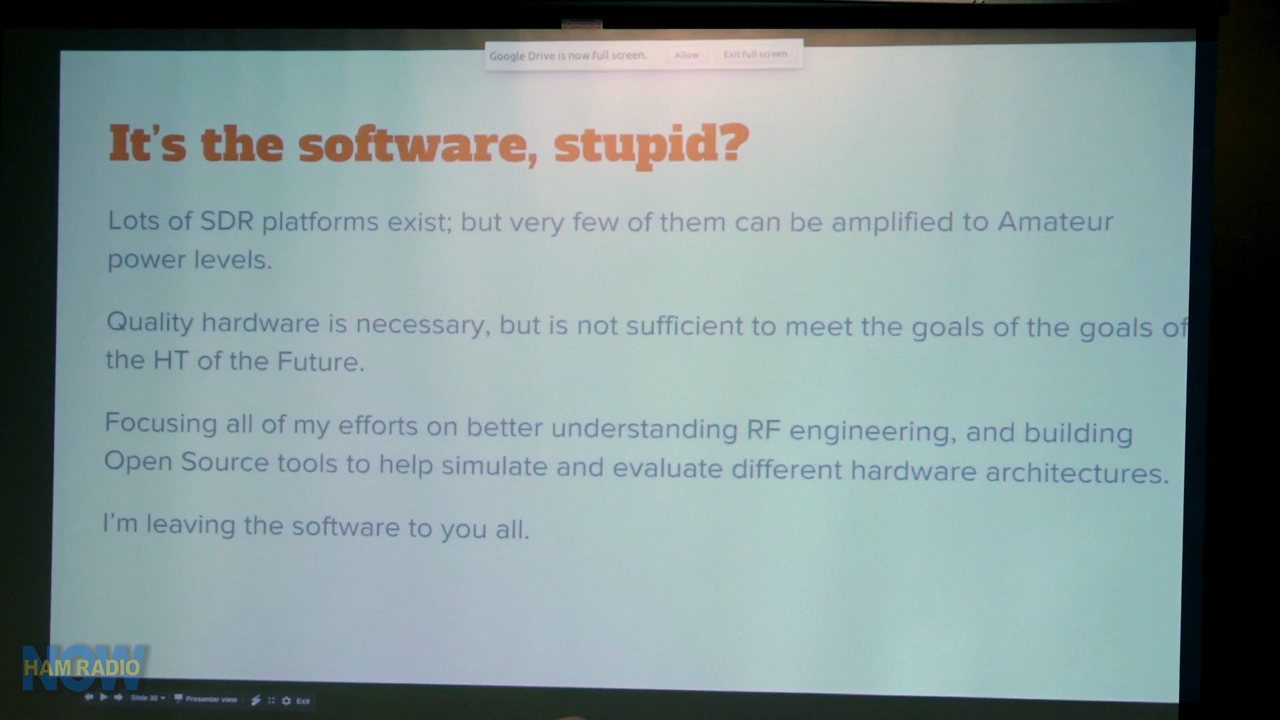 Google Drive is now full screen. Allow Exit full screen
It's the software, stupid?
Lots of SDR platforms exist; but very few of them can be amplified to Amateur
power levels.
Quality hardware is necessary, but is not sufficient to meet the goals of the goals of
the HT of the Future.
Focusing all of my efforts on better understanding RF engineering, and building
Open Source tools to help simulate and evaluate different hardware architectures.
I'm leaving the software to you all.
NOW
HAM RADIO
Slide 30 Presenter view Exit